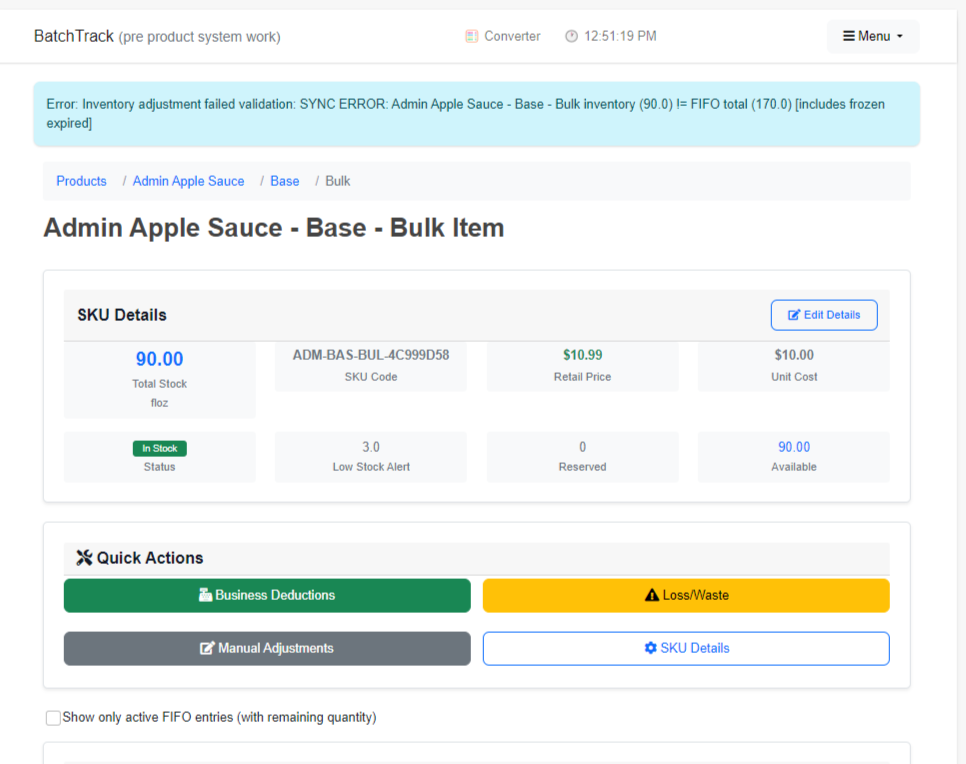 BatchTrack (pre product system work) Converter 12:51:19 PM Menu
Error: Inventory adjustment failed validation: SYNC ERROR: Admin Apple Sauce - Base - Bulk inventory (90.0) != FIFO total (170.0) [includes frozen
expired]
Products / Admin Apple Sauce / Base / Bulk
Admin Apple Sauce - Base - Bulk Item
SKU Details Edit Details
90.00 ADM-BAS-BUL-4C999D58 $10.99 $10.00
Total Stock SKU Code Retail Price Unit Cost
floz
In Stock 3.0 0 90.00
Status Low Stock Alert Reserved Available
Quick Actions
Business Deductions Loss/Waste
Manual Adjustments SKU Details
Show only active FIFO entries (with remaining quantity)